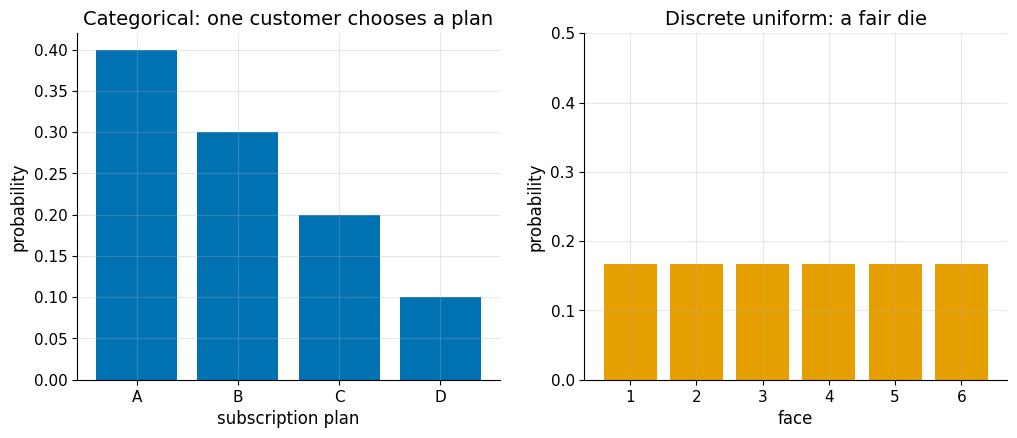 Categorical: one customer chooses a plan
probability
0.40
0.35
0.30
0.25
0.20
0.15
0.10
0.05
0.00
A B C D
subscription plan
Discrete uniform: a fair die
probability
0.5
0.4
0.3
0.2
0.1
0.0
1 2 3 4 5 6
face